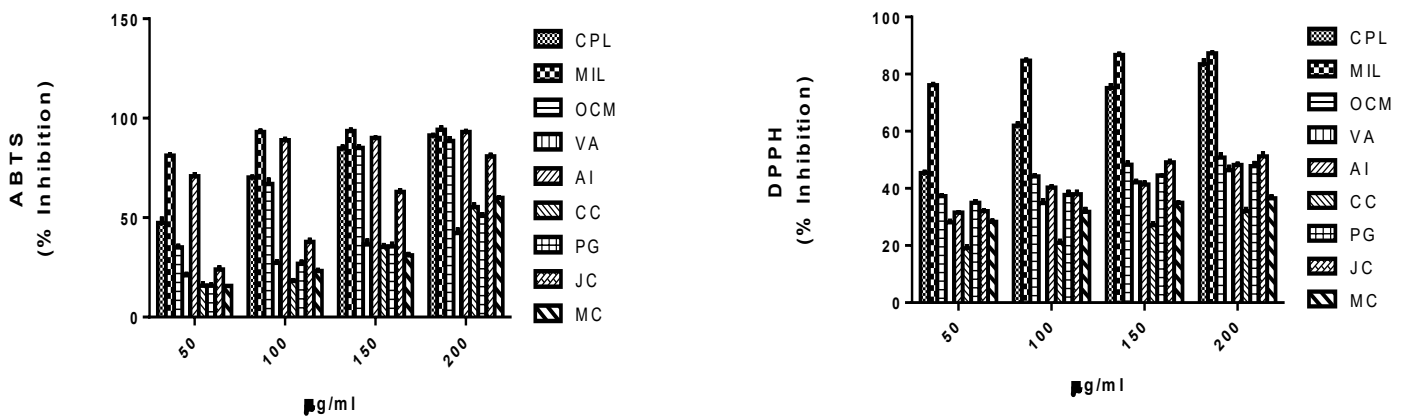 ABTS
(% Inhibition)
150
100
50
0
50
100
150
200
µg/ml
CPL
MIL
OCM
VA
AI
CC
PG
JC
MC
DPPH
(% Inhibition)
100
80
60
40
20
0
50
100
150
200
µg/ml
CPL
MIL
OCM
VA
AI
CC
PG
JC
MC